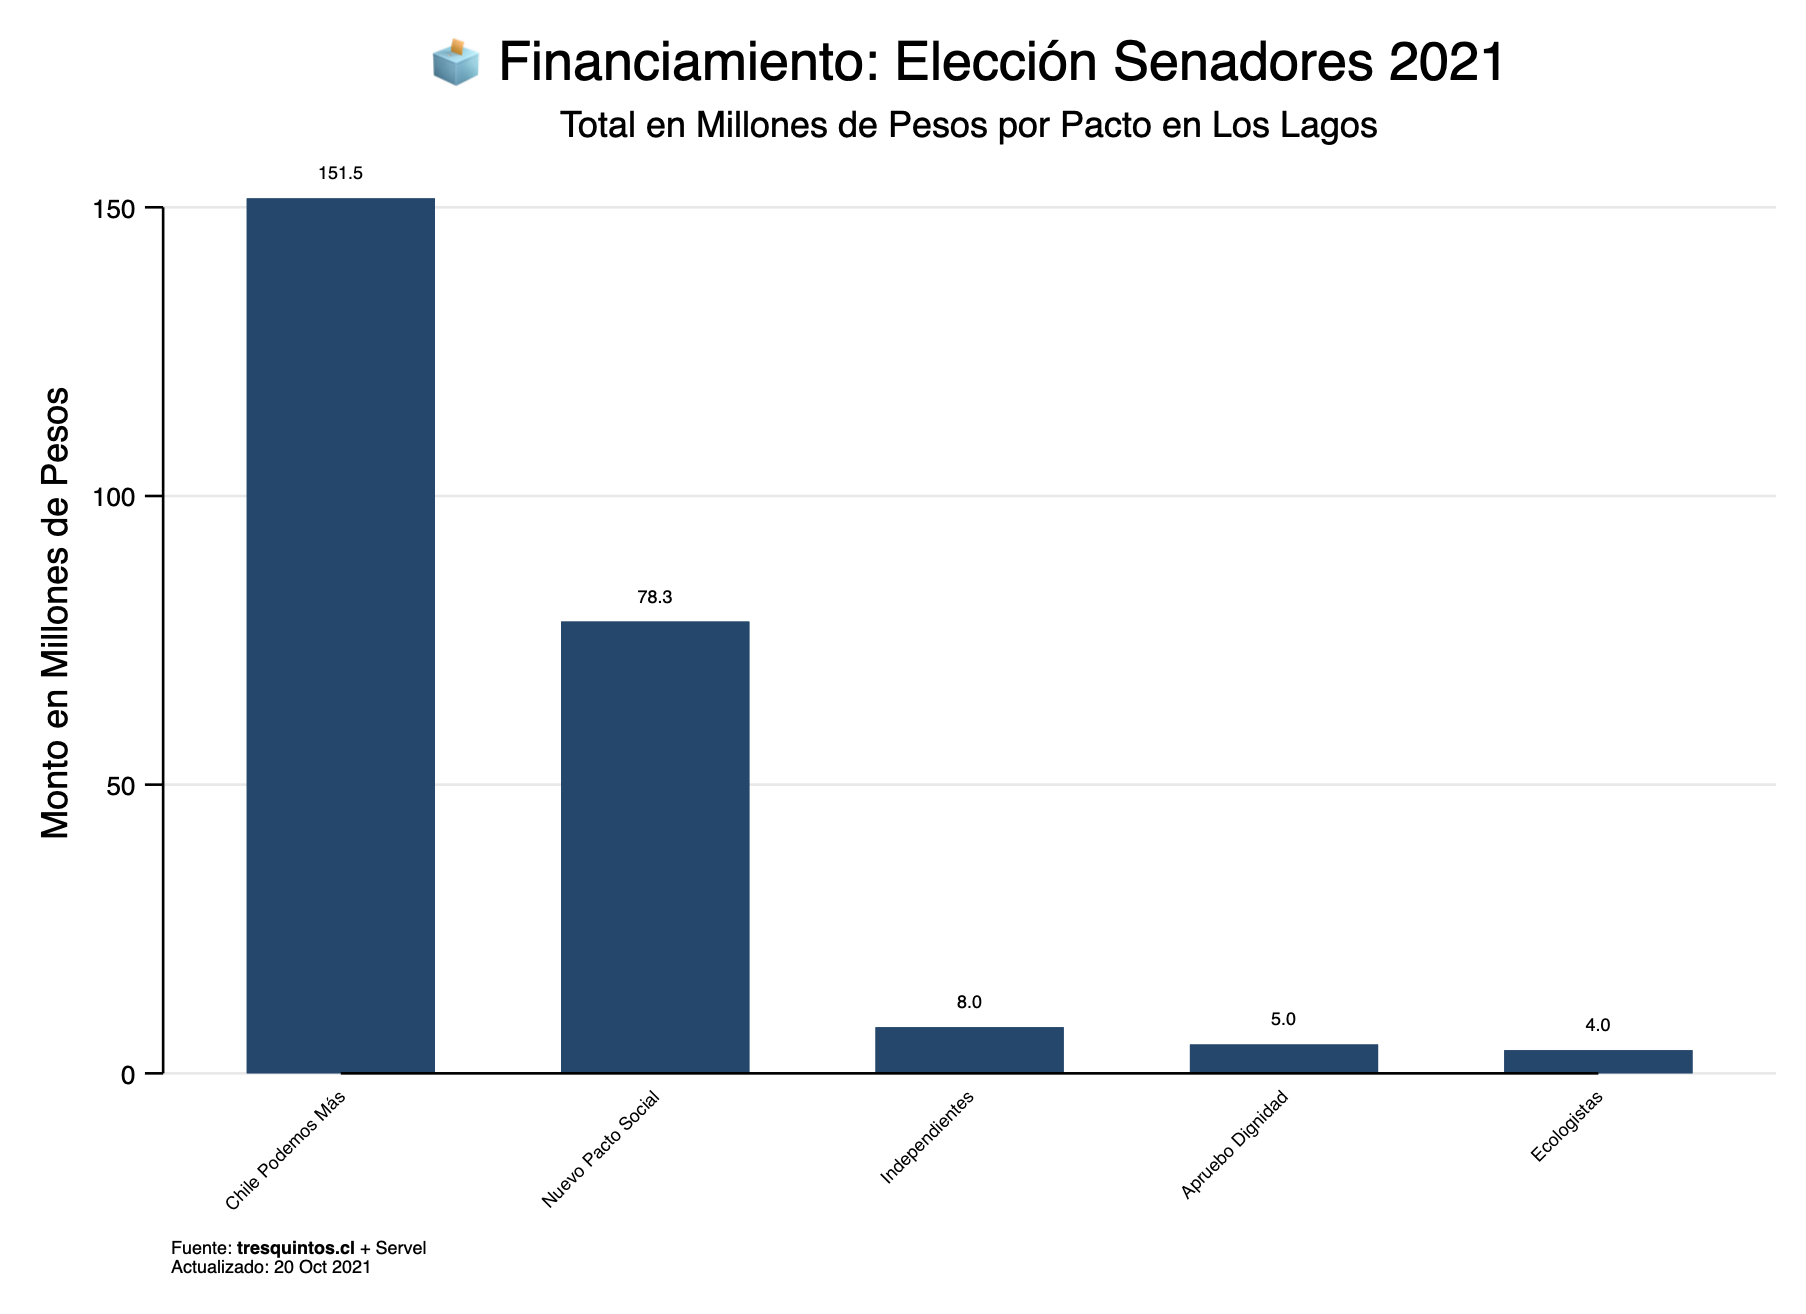 Financiamiento: Elección Senadores 2021
Total en Millones de Pesos por Pacto en Los Lagos
Monto en Millones de Pesos
150
100
50
0
151.5
78.3
8.0
5.0
4.0
Chile Podemos Más
Nuevo Pacto Social
Independientes
Apruebo Dignidad
Ecologistas
Fuente: tresquintos.cl + Servel
Actualizado: 20 Oct 2021